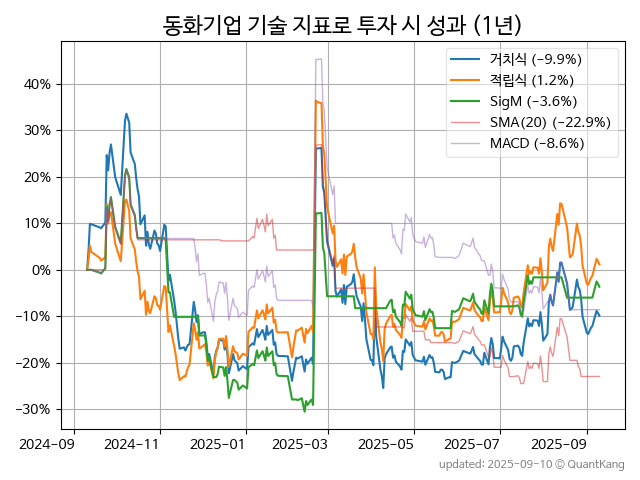 동화기업 기술 지표로 투자 시 성과 (1년)
거치식 (-9.9%)
적립식 (1.2%)
SigM (-3.6%)
SMA(20) (-22.9%)
MACD (-8.6%)
40%
30%
20%
10%
0%
-10%
-20%
-30%
2024-09 2024-11 2025-01 2025-03 2025-05 2025-07 2025-09
updated: 2025-09-10 © QuantKang